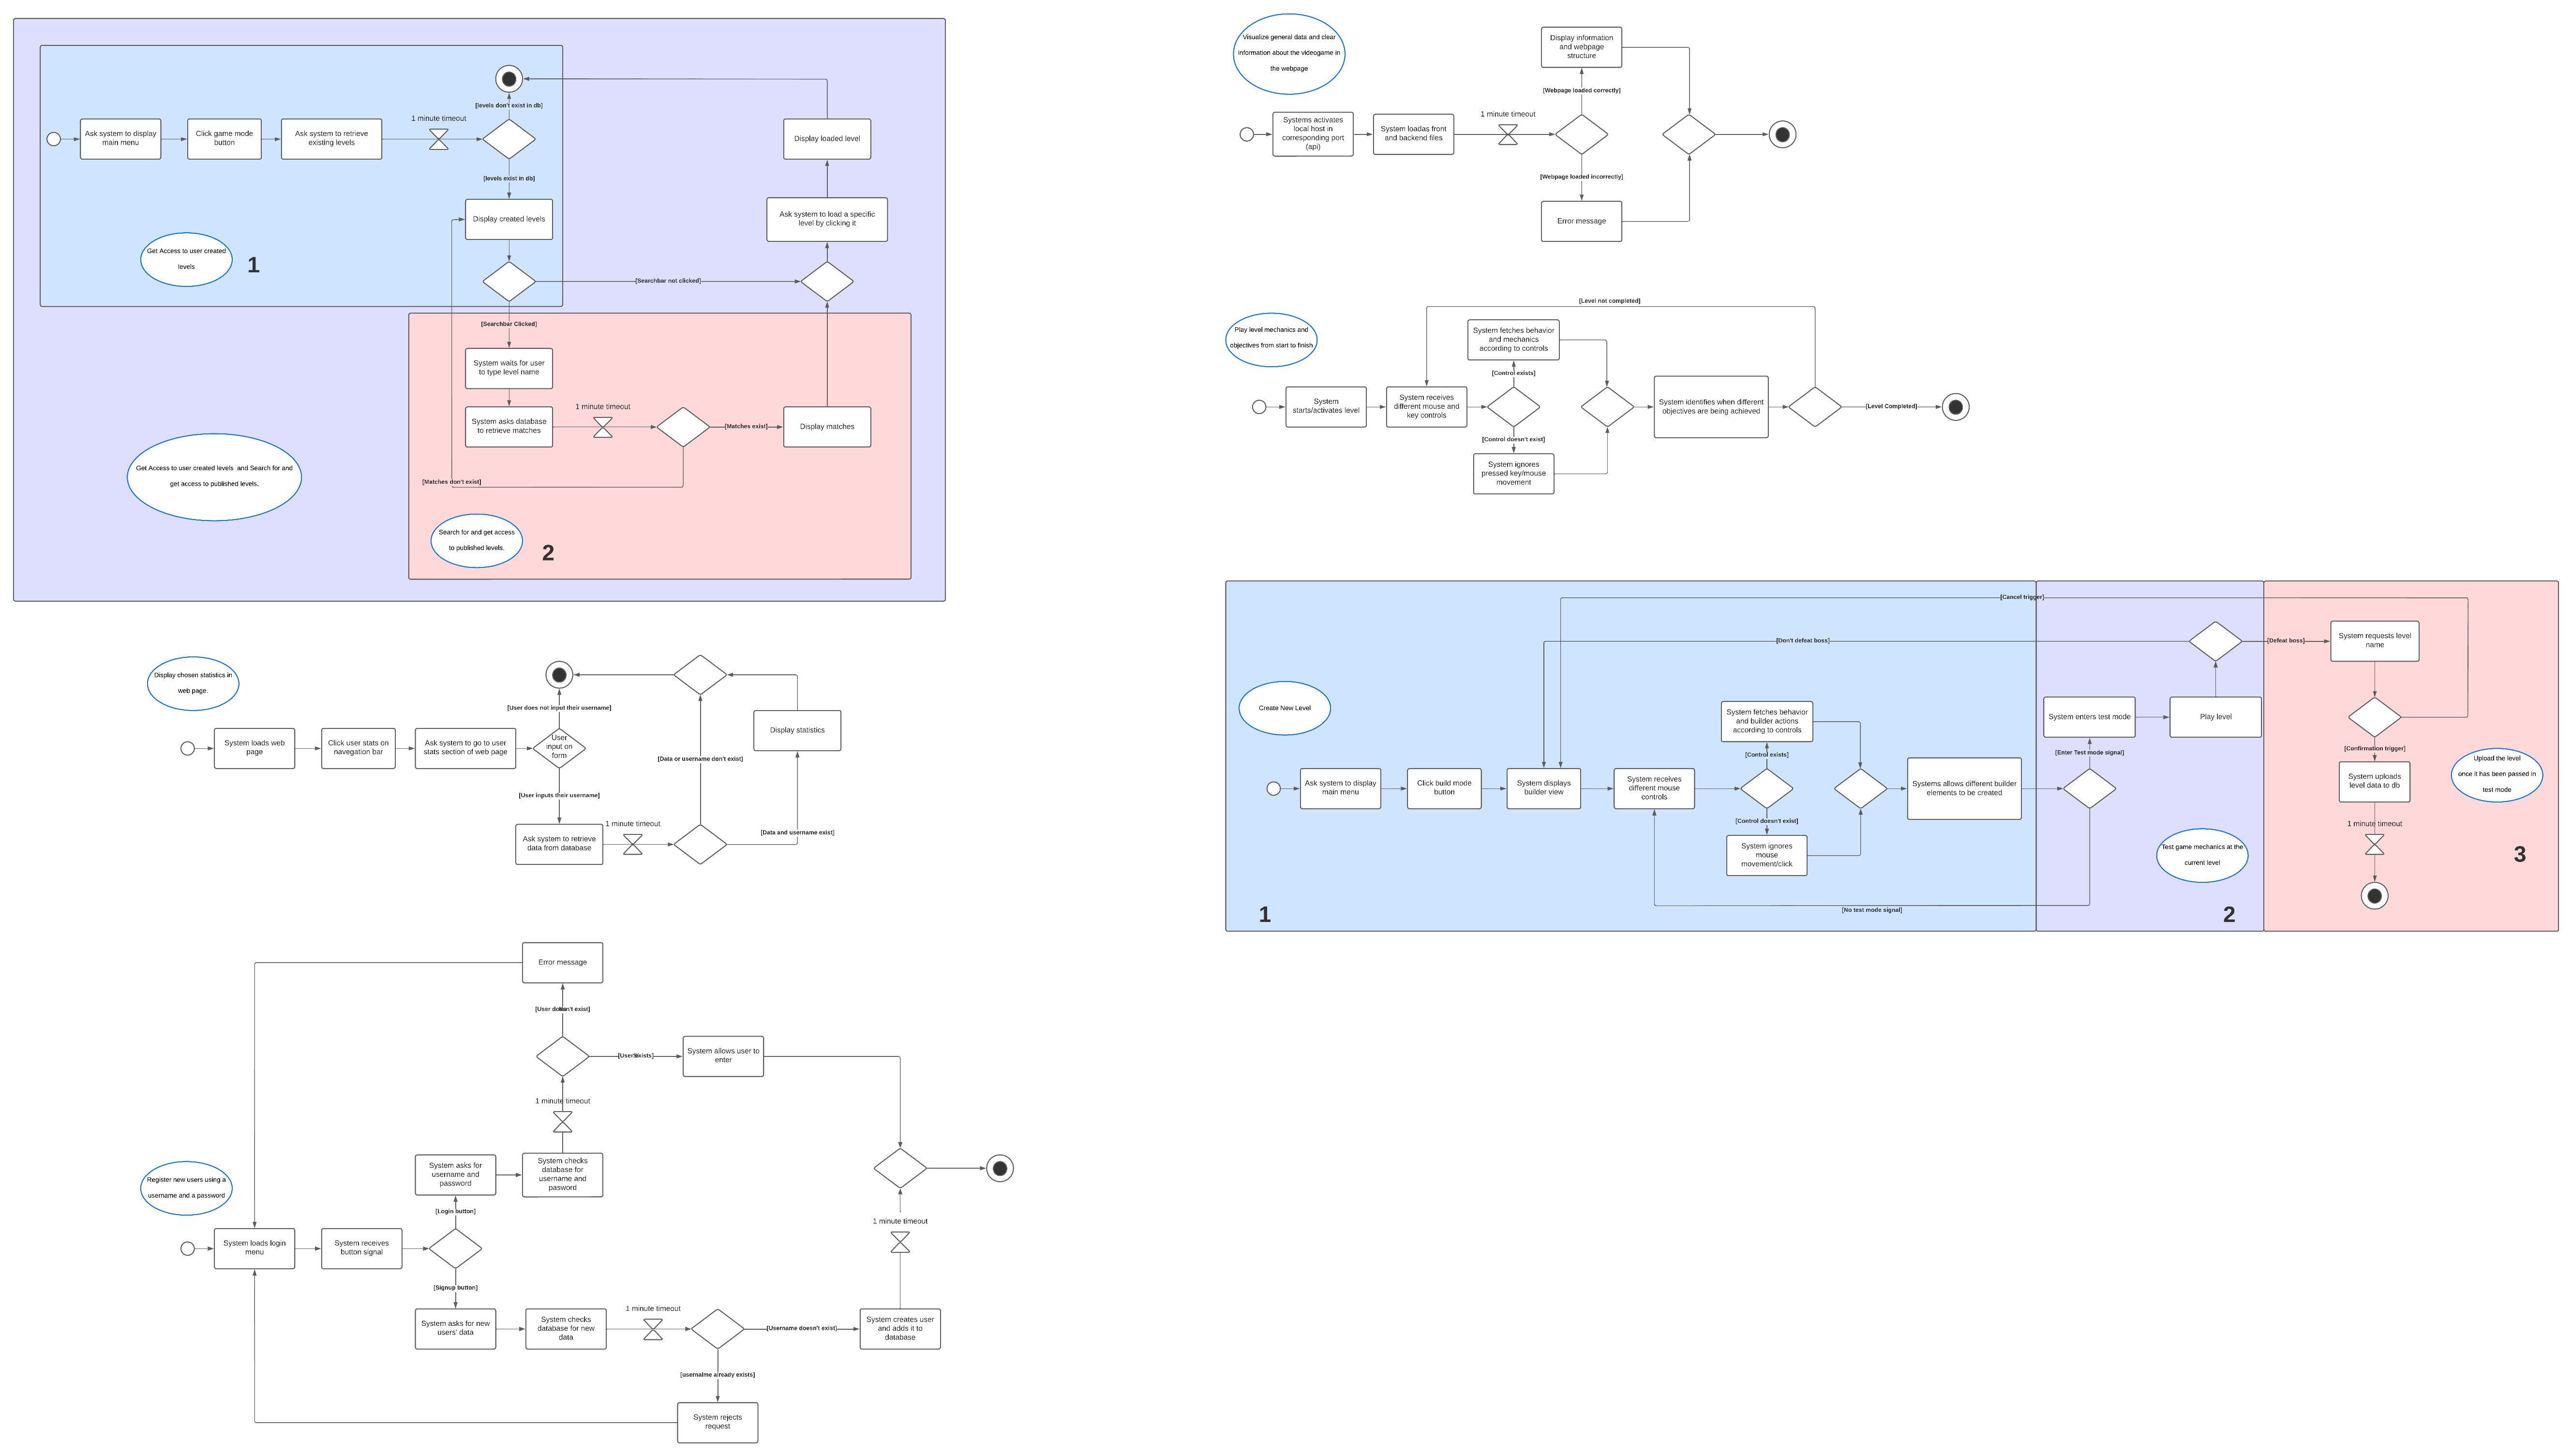 [levels don't exist in db]
1 minute timeout
Ask system to display
main menu
Click game mode
button
Ask system to retrieve
existing levels
[levels exist in db]
Display created levels
Get Access to user created
levels
1
Display loaded level
Ask system to load a specific
level by clicking it
[Searchbar not clicked]
[Searchbar Clicked]
System waits for user
to type level name
System asks database
to retrieve matches
1 minute timeout
[Matches exist]
Display matches
[Matches don't exist]
Get Access to user created levels  and Search for and
get access to published levels.
Search for and get access
to published levels.
2
Visualize general data and clear
information about the videogame in
the webpage
Display information
and webpage
structure
[Webpage loaded correctly]
Systems activates
local host in
corresponding port
(api)
System loadas front
and backend files
1 minute timeout
[Webpage loaded incorrectly]
Error message
[Level not completed]
Play level mechanics and
objectives from start to finish
System fetches behavior
and mechanics
according to controls
[Control exists]
System
starts/activates level
System receives
different mouse and
key controls
System identifies when different
objectives are being achieved
[Level Completed]
[Control doesn't exist]
System ignores
pressed key/mouse
movement
Display chosen statistics in
web page.
[User does not input their username]
System loads web
page
Click user stats on
navigation bar
Ask system to go to user
stats section of web page
User
input on
form
Display statistics
[Data or username don't exist]
[User inputs their username]
1 minute timeout
Ask system to retrieve
data from database
[Data and username exist]
[Cancel trigger]
[Don't defeat boss]
[Defeat boss]
System requests level
name
Create New Level
System fetches behavior
and builder actions
according to controls
[Control exists]
System enters test mode
Play level
[Enter Test mode signal]
[Confirmation trigger]
Ask system to display
main menu
Click build mode
button
System displays
builder view
System receives
different mouse
controls
Systems allows different builder
elements to be created
System uploads
level data to db
Upload the level
once it has been passed in
test mode
[Control doesn't exist]
System ignores
mouse
movement/click
1 minute timeout
Test game mechanics at the
current level
3
[No test mode signal]
1
2
Error message
System allows user to
enter
1 minute timeout
System asks for
username and
password
System checks
database for
username and
pasword
Register new users using a
username and a password
[Login button]
1 minute timeout
System loads login
menu
System receives
button signal
[Signup button]
System asks for new
users' data
System checks
database for new
data
1 minute timeout
[Username doesn't exist]
System creates user
and adds it to
database
[usernalme already exists]
System rejects
request